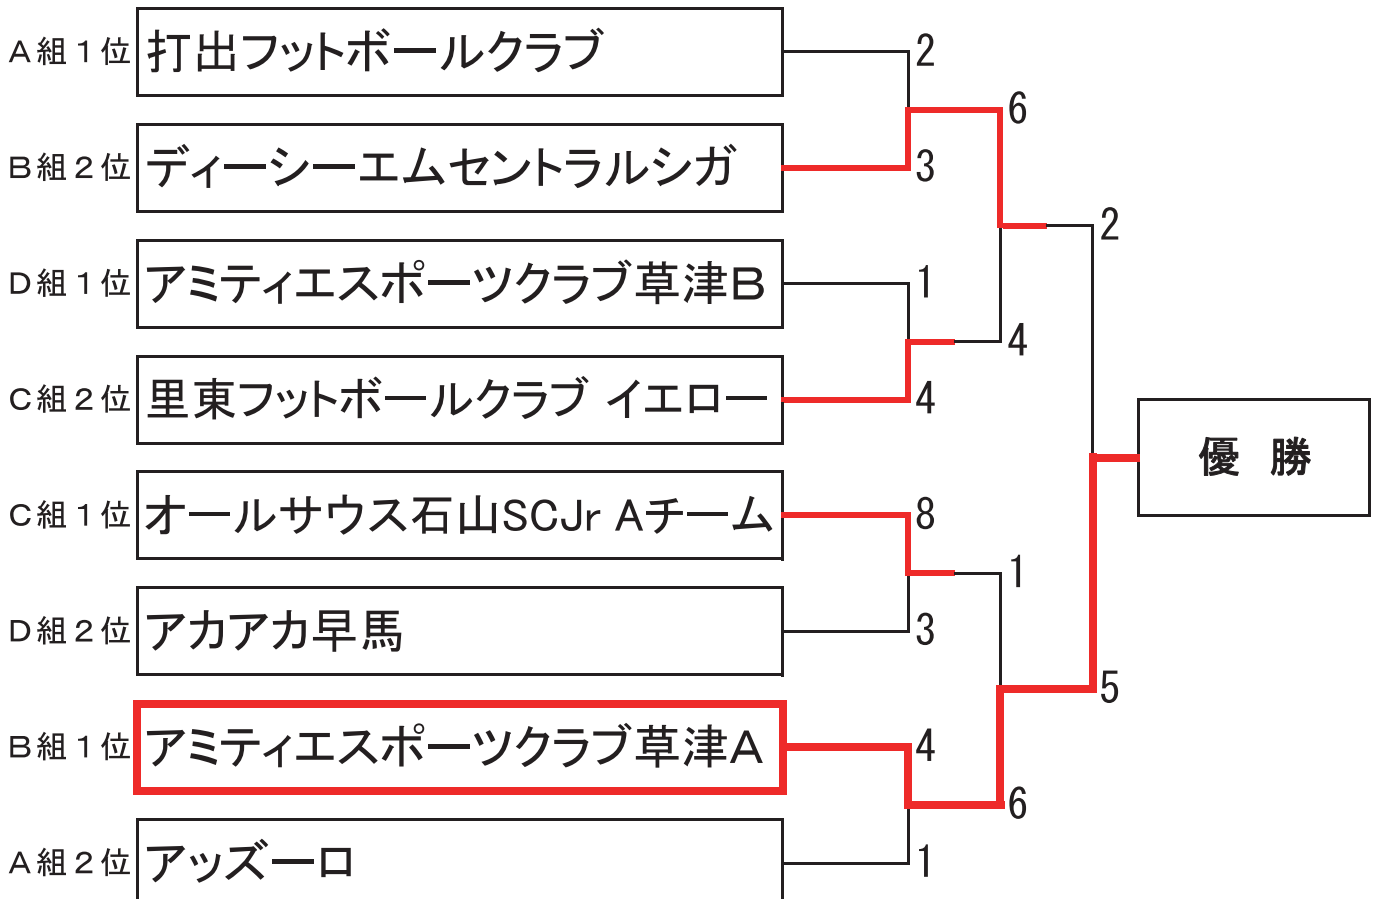 A組1位 打出フットボールクラブ 2
6
B組2位 ディーシーエムセントラルシガ 3
2
D組1位 アミティエスポーツクラブ草津B 1
4
C組2位 里東フットボールクラブ イエロー 4
優 勝
C組1位 オールサウス石山SCJr Aチーム 8
1
D組2位 アカアカ早馬 3
5
B組1位 アミティエスポーツクラブ草津A 4
6
A組2位 アッズーロ 1